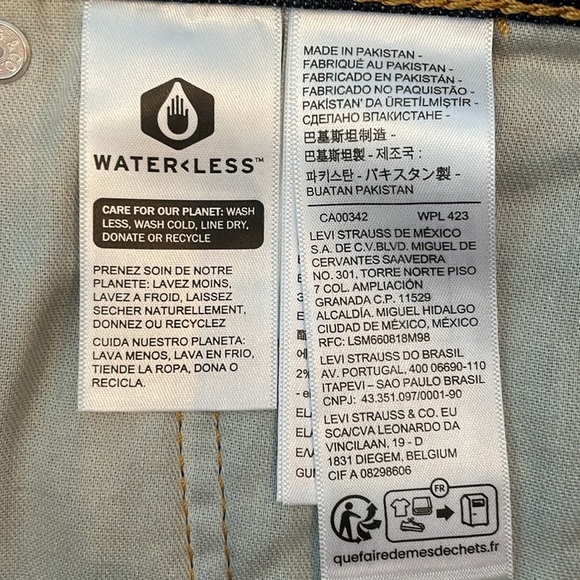 WATER<LESS™
CARE FOR OUR PLANET: WASH
LESS, WASH COLD, LINE DRY,
DONATE OR RECYCLE
PRENEZ SOIN DE NOTRE
PLANETE: LAVEZ MOINS,
LAVEZ A FROID, LAISSEZ
SECHER NATURELLEMENT,
DONNEZ OU RECYCLEZ
CUIDA NUESTRO PLANETA:
LAVA MENOS, LAVA EN FRIO,
TIENDE LA ROPA, DONA O
RECICLA.
MADE IN PAKISTAN -
FABRIQUÉ AU PAKISTAN -
FABRICADO EN PAKISTÁN -
FABRICADO NO PAQUISTÃO -
PAKİSTAN' DA ÜRETİLMİŞTİR -
СДЕЛАНО ВПАКИСТАНЕ -
巴基斯坦制造 -
巴基斯坦製 - 제조국 :
파키스탄 - パキスタン製 -
BUATAN PAKISTAN
CA00342 WPL 423
LEVI STRAUSS DE MÉXICO
S.A. DE C.V.BLVD. MIGUEL DE
CERVANTES SAAVEDRA
NO. 301, TORRE NORTE PISO
7 COL. AMPLIACIÓN
GRANADA C.P. 11529
ALCALDÍA. MIGUEL HIDALGO
CIUDAD DE MÉXICO, MÉXICO
RFC: LSM660818M98
LEVI STRAUSS DO BRASIL
AV. PORTUGAL, 400 06690-110
ITAPEVI – SAO PAULO BRASIL
CNPJ: 43.351.097/0001-90
LEVI STRAUSS & CO. EU
SCA/CVA LEONARDO DA
VINCILAAN, 19 - D
1831 DIEGEM, BELGIUM
CIF A 08298606
FR
quefairedemesdechets.fr